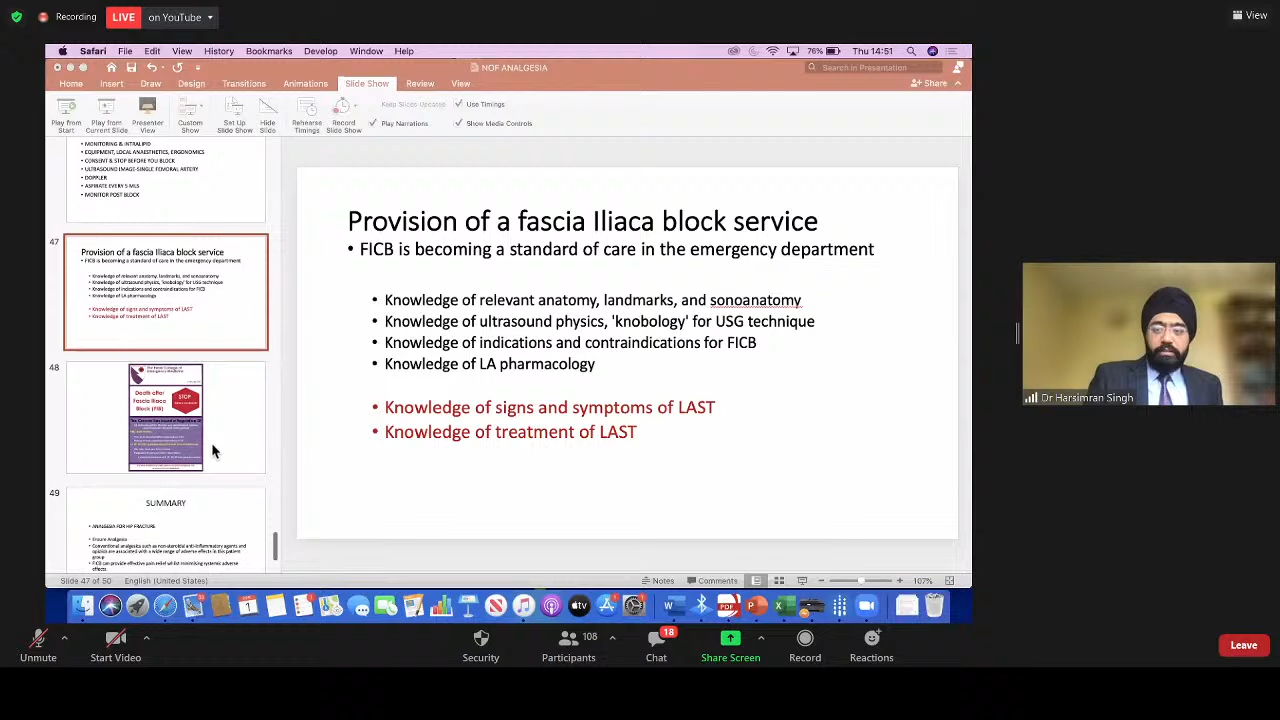 Recording
LIVE on YouTube
View
Safari File Edit View History Bookmarks Develop Window Help
76% Thu 14:51
NOF ANALGESIA
Search in Presentation
Home Insert Draw Design Transitions Animations Slide Show Review View
Share
Play from Start
Play from Current Slide
Presenter View
Custom Show
Set Up Slide Show
Hide Slide
Rehearse Timings
Record Slide Show
Keep Slides Updated
Play Narrations
Use Timings
Show Media Controls
• MONITORING & INTRALIPID
• EQUIPMENT, LOCAL ANAESTHETICS, ERGONOMICS
• CONSENT & STOP BEFORE YOU BLOCK
• ULTRASOUND IMAGE-SINGLE FEMORAL ARTERY
• DOPPLER
• ASPIRATE EVERY 5 MLS
• MONITOR POST BLOCK
47
Provision of a fascia Iliaca block service
• FICB is becoming a standard of care in the emergency department
• Knowledge of relevant anatomy, landmarks, and sonoanatomy
• Knowledge of ultrasound physics, 'knobology' for USG technique
• Knowledge of indications and contraindications for FICB
• Knowledge of LA pharmacology
• Knowledge of signs and symptoms of LAST
• Knowledge of treatment of LAST
48
Death after
Fascia Iliaca
Block (FIB)
STOP
49
SUMMARY
• ANALGESIA FOR HIP FRACTURE
• Ensure Analgesia
• Conventional analgesics such as non-steroidal anti-inflammatory agents and
opioids are associated with a wide range of adverse effects in this patient
group
• FICB can provide effective pain relief whilst minimising systemic adverse
effects.
Provision of a fascia Iliaca block service
• FICB is becoming a standard of care in the emergency department
• Knowledge of relevant anatomy, landmarks, and sonoanatomy
• Knowledge of ultrasound physics, 'knobology' for USG technique
• Knowledge of indications and contraindications for FICB
• Knowledge of LA pharmacology
• Knowledge of signs and symptoms of LAST
• Knowledge of treatment of LAST
Dr Harsimran Singh
Slide 47 of 50 English (United States)
Notes Comments 107%
Unmute
Start Video
Security
Participants 108
Chat 18
Share Screen
Record
Reactions
Leave